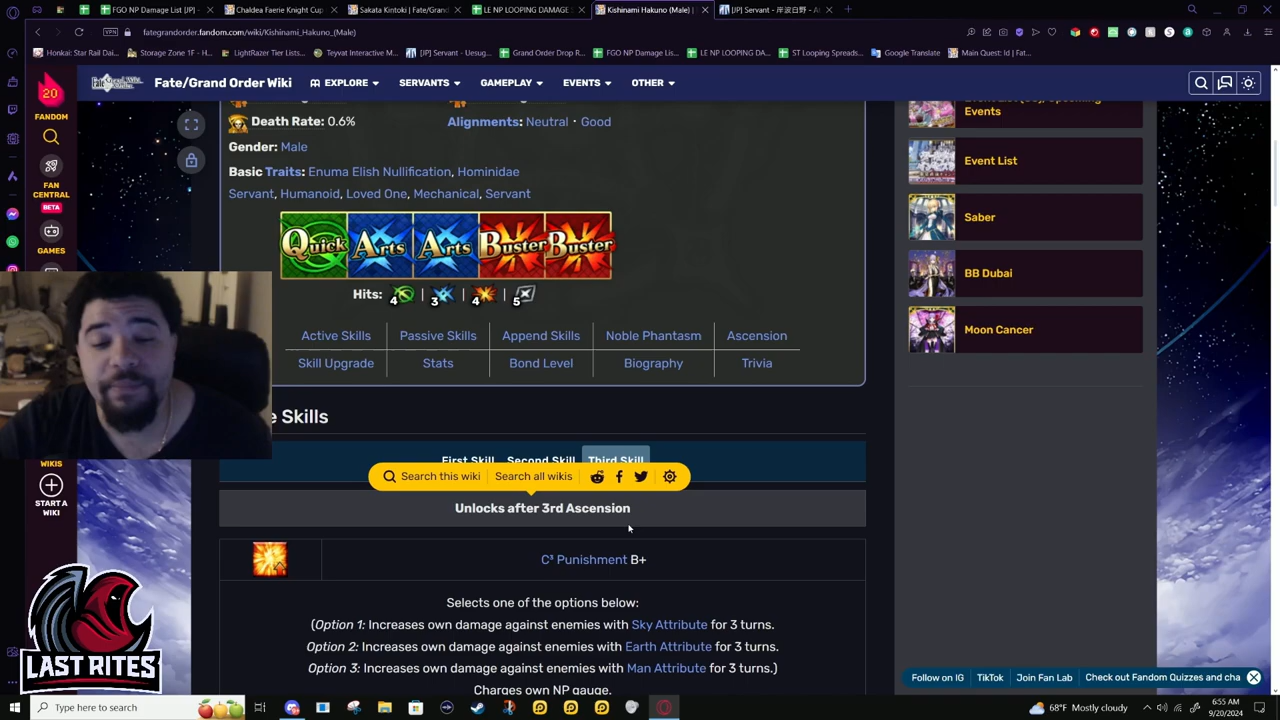 FGO NP Damage List [JP]
Chaldea Faerie Knight Cup
Sakata Kintoki | Fate/Grand
LE NP LOOPING DAMAGE
Kishinami Hakuno (Male) |
[JP] Servant - 岸波白野 -
VPN
fategrandorder.fandom.com/wiki/Kishinami_Hakuno_(Male)
Honkai: Star Rail Dai...
Storage Zone 1F - H...
LightRazer Tier Lists...
Teyvat Interactive M...
[JP] Servant - Uesug...
Grand Order Drop R...
FGO NP Damage Lis...
LE NP LOOPING DA...
ST Looping Spreads...
Google Translate
Main Quest: Id | Fat...
20
FANDOM
Fate/Grand Order Wiki
EXPLORE
SERVANTS
GAMEPLAY
EVENTS
OTHER
FAN CENTRAL
BETA
GAMES
WIKIS
START A WIKI
Death Rate: 0.6%
Alignments: Neutral · Good
Gender: Male
Basic Traits: Enuma Elish Nullification, Hominidae
Servant, Humanoid, Loved One, Mechanical, Servant
Quick Arts Arts Buster Buster
Hits: 4 | 3 | 4 | 5
Active Skills
Passive Skills
Append Skills
Noble Phantasm
Ascension
Skill Upgrade
Stats
Bond Level
Biography
Trivia
e Skills
First Skill
Second Skill
Third Skill
Search this wiki
Search all wikis
Unlocks after 3rd Ascension
C³ Punishment B+
Selects one of the options below:
(Option 1: Increases own damage against enemies with Sky Attribute for 3 turns.
Option 2: Increases own damage against enemies with Earth Attribute for 3 turns.
Option 3: Increases own damage against enemies with Man Attribute for 3 turns.)
Charges own NP gauge.
Events
Event List
Saber
BB Dubai
Moon Cancer
Follow on IG
TikTok
Join Fan Lab
Check out Fandom Quizzes and cha
LAST RITES
Type here to search
68°F Mostly cloudy
6:55 AM
9/20/2024